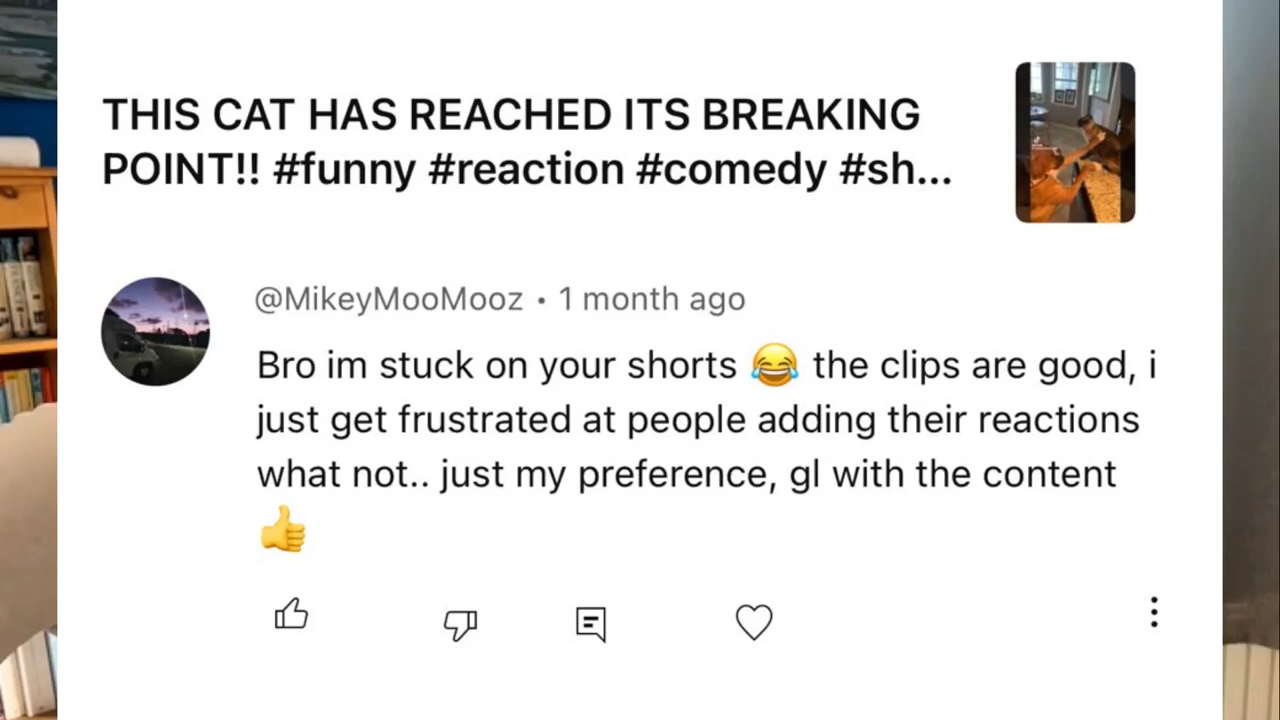 THIS CAT HAS REACHED ITS BREAKING
POINT!! #funny #reaction #comedy #sh...
@MikeyMooMooz • 1 month ago
Bro im stuck on your shorts 😂 the clips are good, i
just get frustrated at people adding their reactions
what not.. just my preference, gl with the content
👍